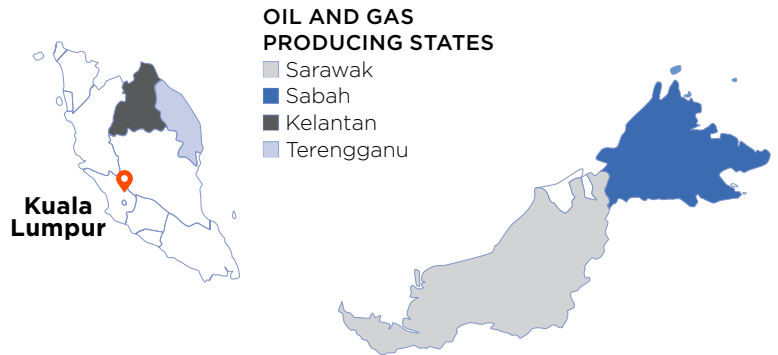 OIL AND GAS
PRODUCING STATES
Sarawak
Sabah
Kelantan
Terengganu
Kuala
Lumpur